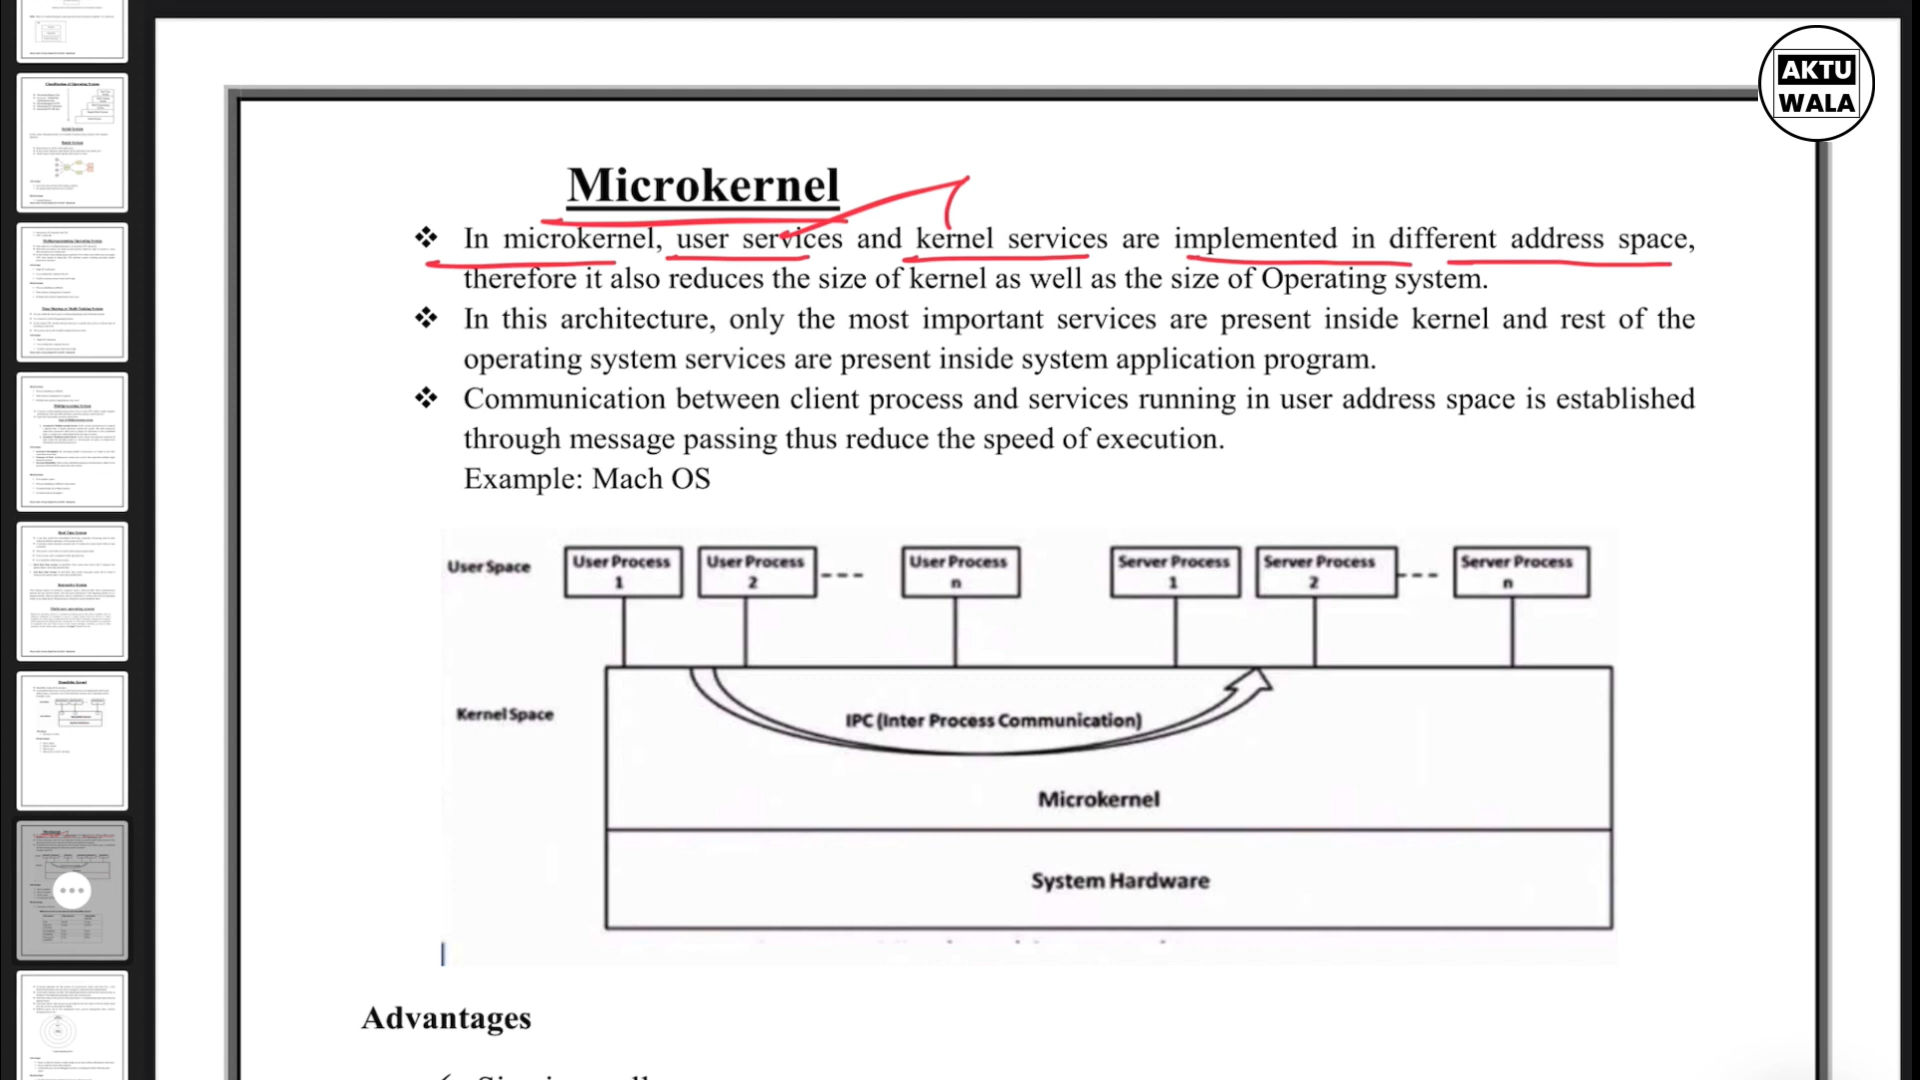 AKTU
WALA
Microkernel
❖ In microkernel, user services and kernel services are implemented in different address space,
therefore it also reduces the size of kernel as well as the size of Operating system.
❖ In this architecture, only the most important services are present inside kernel and rest of the
operating system services are present inside system application program.
❖ Communication between client process and services running in user address space is established
through message passing thus reduce the speed of execution.
Example: Mach OS
User Space
User Process
1
User Process
2
User Process
n
Server Process
1
Server Process
2
Server Process
n
Kernel Space
IPC (Inter Process Communication)
Microkernel
System Hardware
Advantages